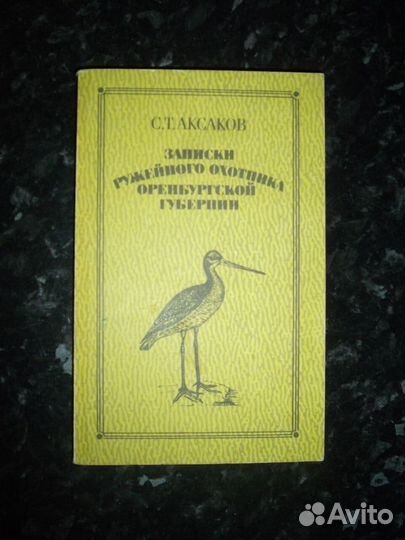 С.Т.АКСАКОВ
ЗАПИСКИ
РУЖЕЙНОГО ОХОТНИКА
ОРЕНБУРГСКОЙ
ГУБЕРНИИ
Avito